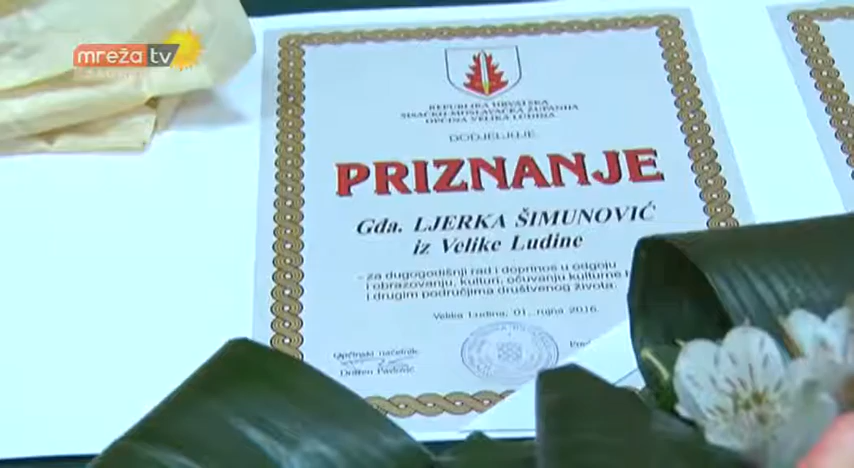 mreža tv
REPUBLIKA HRVATSKA
SISAČKO MOSLAVAČKA ŽUPANIJA
OPĆINA VELIKA LUDINA
DODJELJUJE
PRIZNANJE
Gđa. LJERKA ŠIMUNOVIĆ
iz Velike Ludine
- za dugogodišnji rad i doprinos u odgoju
i obrazovanju, kulturi, očuvanju kulturne
i drugim područjima društvenog života.
Velika Ludina, 01. rujna 2016.
Općinski načelnik
Pavlović